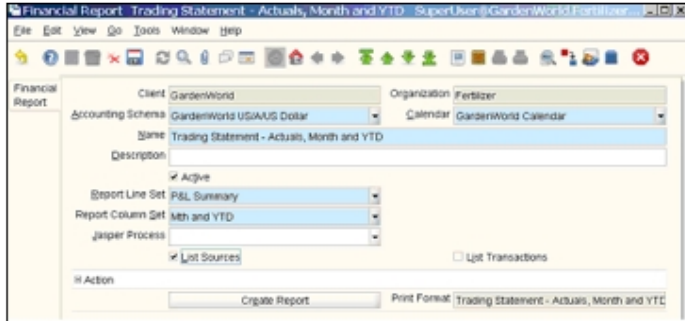 Financial Report Trading Statement - Actuals, Month and YTD SuperUser@GardenWorld.Fertilizer...
File Edit View Go Tools Window Help
Financial Report
Client GardenWorld Organization Fertilizer
Accounting Schema GardenWorld US/A/US Dollar Calendar GardenWorld Calendar
Name Trading Statement - Actuals, Month and YTD
Description
Active
Report Line Set P&L Summary
Report Column Set Mth and YTD
Jasper Process
List Sources List Transactions
Action
Create Report Print Format Trading Statement - Actuals, Month and YTD